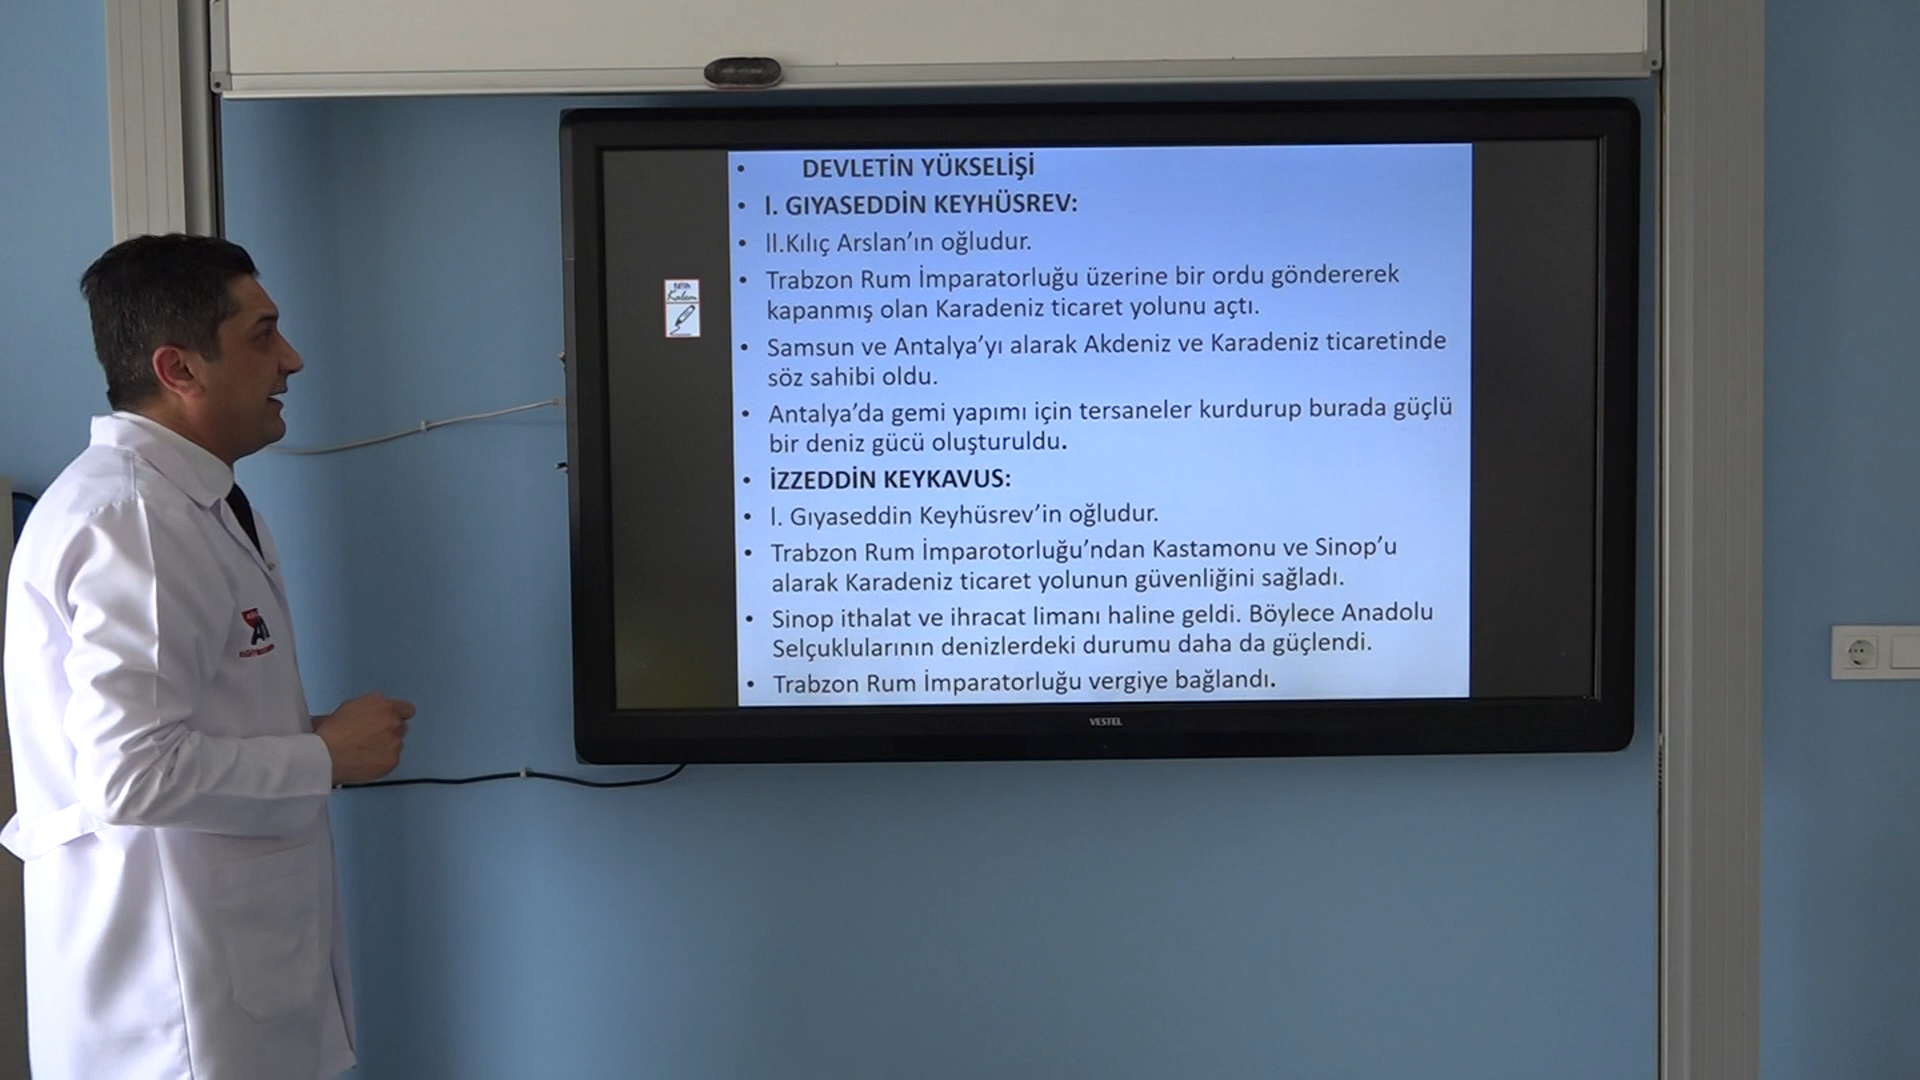 • DEVLETİN YÜKSELİŞİ
• I. GIYASEDDİN KEYHÜSREV:
• II.Kılıç Arslan’ın oğludur.
• Trabzon Rum İmparatorluğu üzerine bir ordu göndererek
kapanmış olan Karadeniz ticaret yolunu açtı.
• Samsun ve Antalya’yı alarak Akdeniz ve Karadeniz ticaretinde
söz sahibi oldu.
• Antalya’da gemi yapımı için tersaneler kurdurup burada güçlü
bir deniz gücü oluşturuldu.
• İZZEDDİN KEYKAVUS:
• I. Gıyaseddin Keyhüsrev’in oğludur.
• Trabzon Rum İmparotorluğu’ndan Kastamonu ve Sinop’u
alarak Karadeniz ticaret yolunun güvenliğini sağladı.
• Sinop ithalat ve ihracat limanı haline geldi. Böylece Anadolu
Selçuklularının denizlerdeki durumu daha da güçlendi.
• Trabzon Rum İmparatorluğu vergiye bağlandı.
Kalem
VESTEL